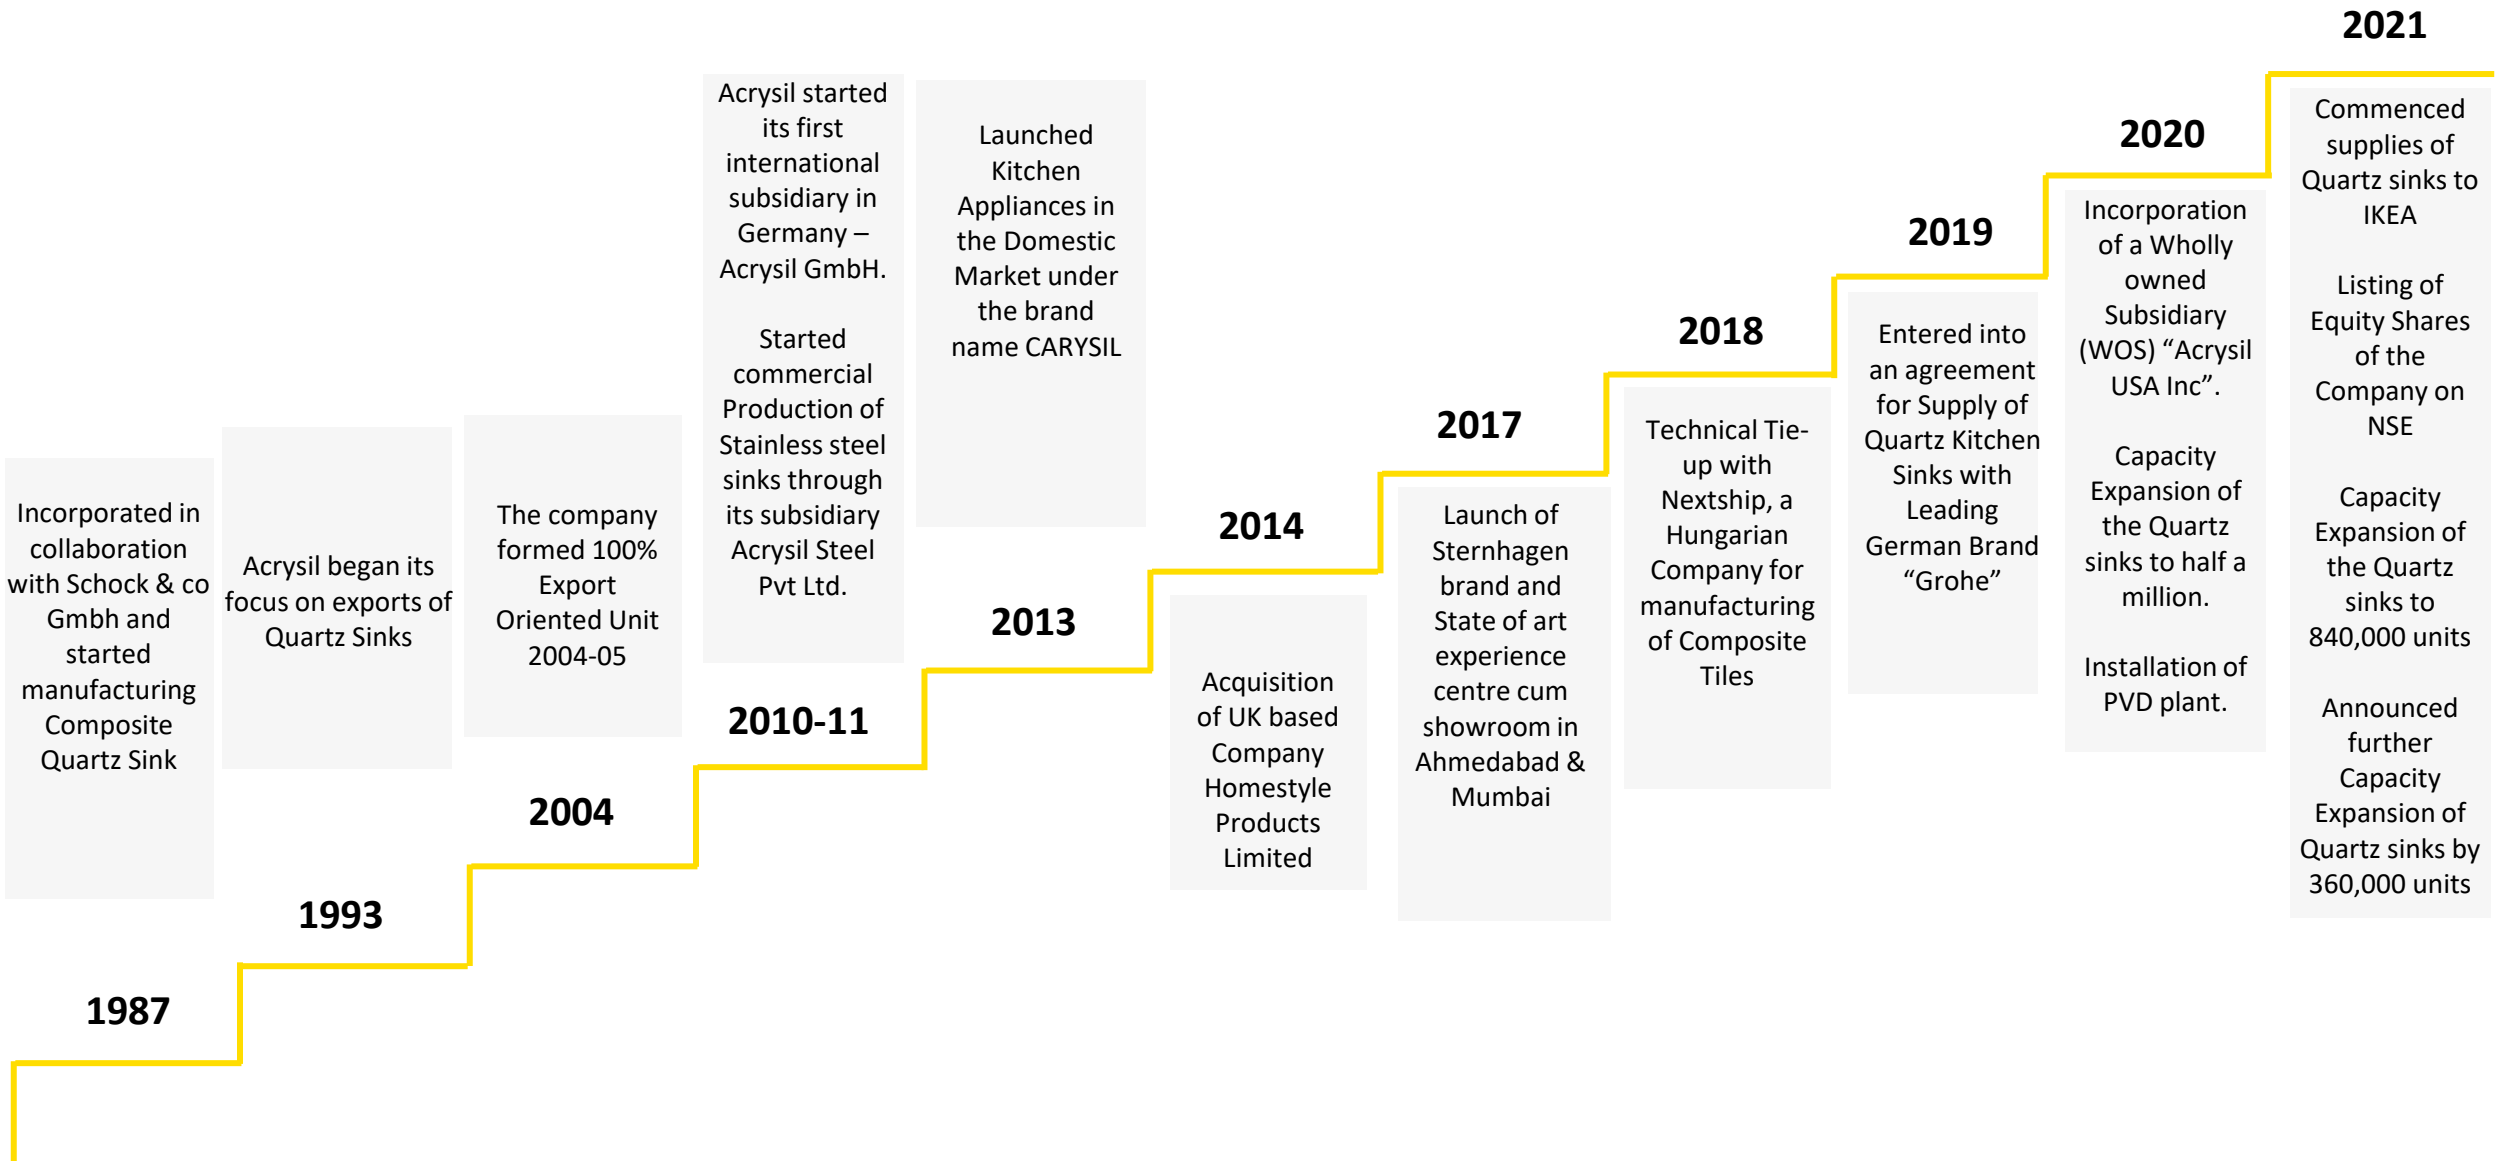 1987
Incorporated in
collaboration
with Schock & co
Gmbh and
started
manufacturing
Composite
Quartz Sink
1993
Acrysil began its
focus on exports of
Quartz Sinks
2004
The company
formed 100%
Export
Oriented Unit
2004-05
2010-11
Acrysil started
its first
international
subsidiary in
Germany –
Acrysil GmbH.
Started
commercial
Production of
Stainless steel
sinks through
its subsidiary
Acrysil Steel
Pvt Ltd.
2013
Launched
Kitchen
Appliances in
the Domestic
Market under
the brand
name CARYSIL
2014
Acquisition
of UK based
Company
Homestyle
Products
Limited
2017
Launch of
Sternhagen
brand and
State of art
experience
centre cum
showroom in
Ahmedabad &
Mumbai
2018
Technical Tie-
up with
Nextship, a
Hungarian
Company for
manufacturing
of Composite
Tiles
2019
Entered into
an agreement
for Supply of
Quartz Kitchen
Sinks with
Leading
German Brand
“Grohe”
2020
Incorporation
of a Wholly
owned
Subsidiary
(WOS) “Acrysil
USA Inc”.
Capacity
Expansion of
the Quartz
sinks to half a
million.
Installation of
PVD plant.
2021
Commenced
supplies of
Quartz sinks to
IKEA
Listing of
Equity Shares
of the
Company on
NSE
Capacity
Expansion of
the Quartz
sinks to
840,000 units
Announced
further
Capacity
Expansion of
Quartz sinks by
360,000 units